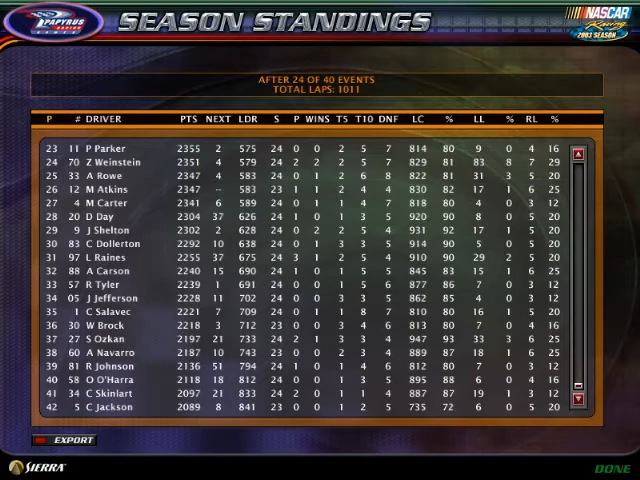 PAPYRUS
RACING
GAMES
SEASON STANDINGS
NASCAR
Racing
2003 SEASON
AFTER 24 OF 40 EVENTS
TOTAL LAPS: 1011
P # DRIVER PTS NEXT LDR S P WINS T5 T10 DNF LC % LL % RL %
23 11 P Parker 2355 2 575 24 0 0 2 5 7 814 80 9 0 4 16
24 70 Z Weinstein 2351 4 579 24 2 2 2 5 7 829 81 83 8 7 29
25 33 A Rowe 2347 4 583 24 0 1 2 6 8 822 81 31 3 5 20
26 12 M Atkins 2347 -- 583 23 1 1 2 4 4 830 82 17 1 6 25
27 4 M Carter 2341 6 589 24 0 1 1 4 7 818 80 4 0 3 12
28 20 D Day 2304 37 626 24 1 0 1 3 5 920 90 8 0 5 20
29 9 J Shelton 2302 2 628 24 0 2 2 5 4 931 92 17 1 5 20
30 83 C Dollerton 2292 10 638 24 0 1 3 3 5 914 90 5 0 5 20
31 97 L Raines 2255 37 675 24 3 1 2 5 4 910 90 29 2 5 20
32 88 A Carson 2240 15 690 24 1 0 1 5 5 845 83 15 1 6 25
33 57 R Tyler 2239 1 691 24 0 0 1 5 6 877 86 7 0 3 12
34 05 J Jefferson 2228 11 702 24 0 0 3 3 5 862 85 4 0 3 12
35 1 C Salavec 2221 7 709 24 0 1 1 8 7 810 80 16 1 5 20
36 30 W Brock 2218 3 712 23 0 0 3 4 6 813 80 7 0 4 16
37 27 S Ozkan 2197 21 733 24 2 1 3 3 4 947 93 33 3 6 25
38 60 A Navarro 2187 10 743 23 0 0 2 3 4 889 87 18 1 6 25
39 81 R Johnson 2136 51 794 24 1 0 1 4 6 812 80 7 0 3 12
40 58 O O'Harra 2118 18 812 24 0 0 1 3 5 895 88 6 0 4 16
41 34 C Skinlart 2097 21 833 24 2 0 1 1 4 887 87 19 1 3 12
42 5 C Jackson 2089 8 841 23 0 0 1 2 5 735 72 6 0 5 20
EXPORT
SIERRA
DONE